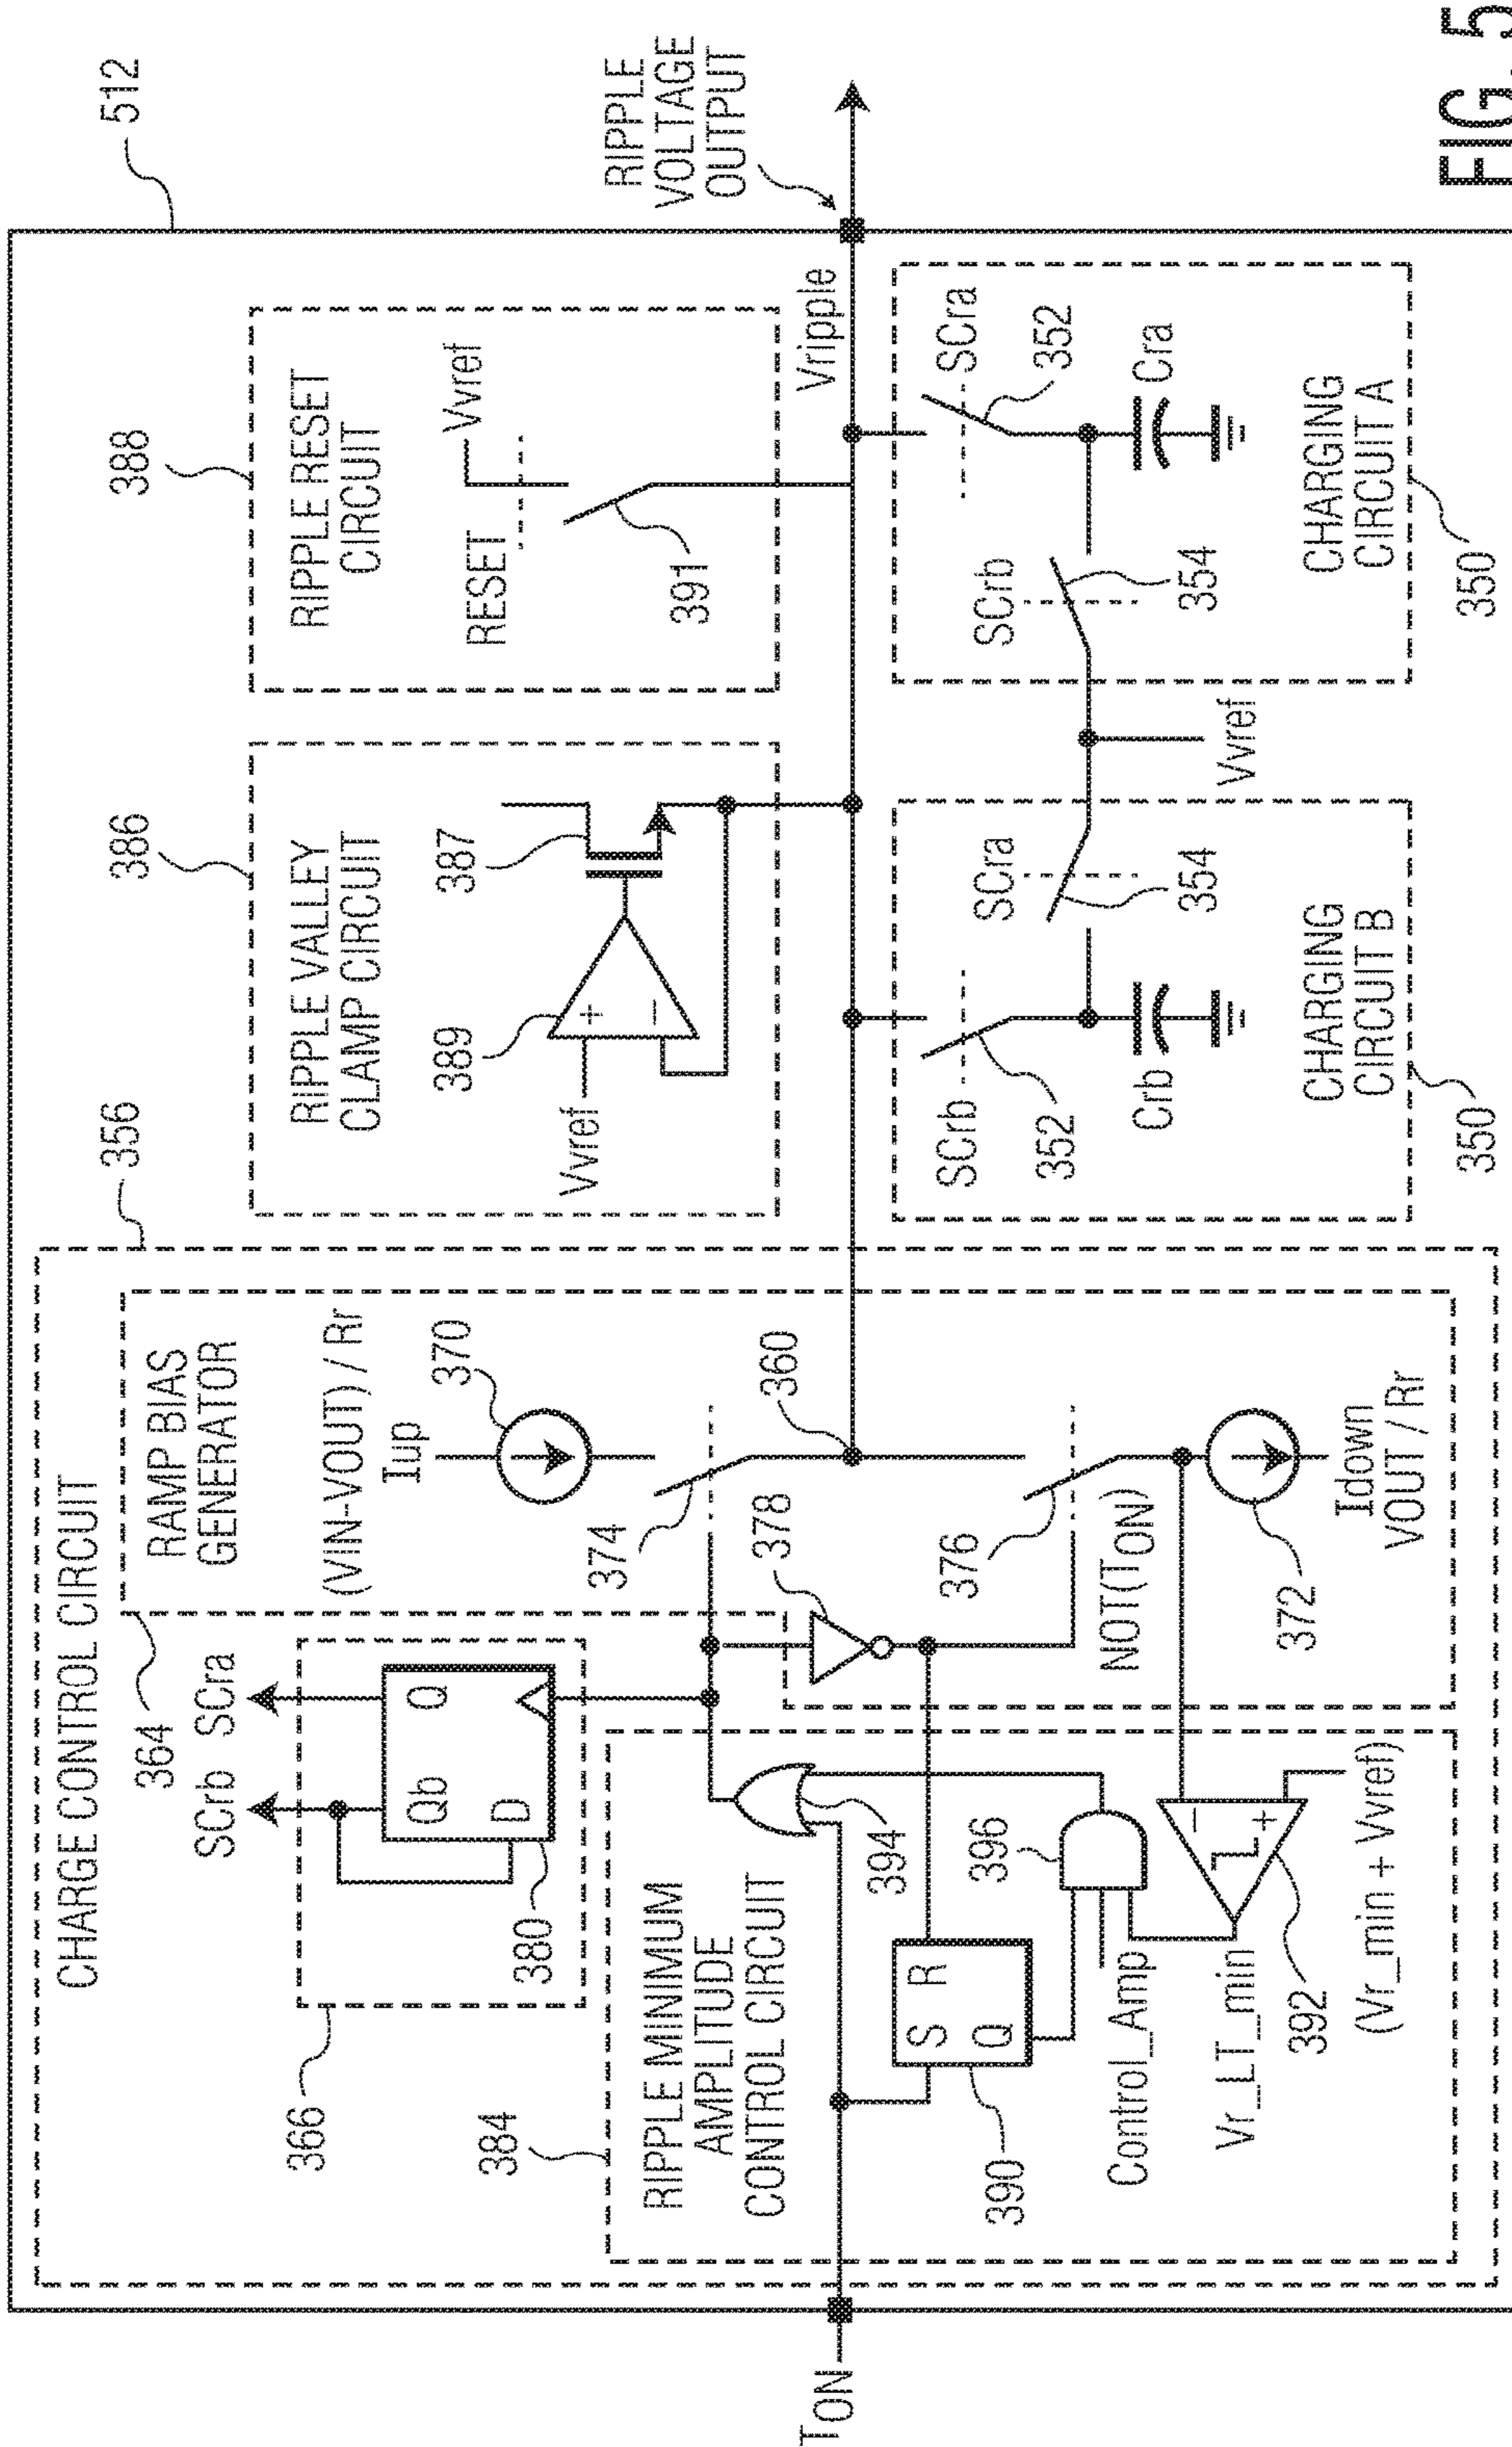 512
CHARGE CONTROL CIRCUIT
356
364
RAMP BIAS
GENERATOR
SCrb
SCra
366
Qb
Q
D
380
(VIN-VOUT) / Rr
Iup
370
374
378
360
376
NOT(TON)
372
Idown
VOUT / Rr
384
RIPPLE MINIMUM
AMPLITUDE
CONTROL CIRCUIT
394
S
R
Q
390
396
Control_Amp
Vr_LT_min
−
+
392
(Vr_min + Vvref)
TON
386
RIPPLE VALLEY
CLAMP CIRCUIT
389
387
+
−
Vvref
388
RIPPLE RESET
CIRCUIT
Vvref
RESET
391
RIPPLE
VOLTAGE
OUTPUT
Vripple
SCrb
352
SCra
354
Crb
CHARGING
CIRCUIT B
350
Vvref
SCrb
354
SCra
352
Cra
CHARGING
CIRCUIT A
350
FIG. 5